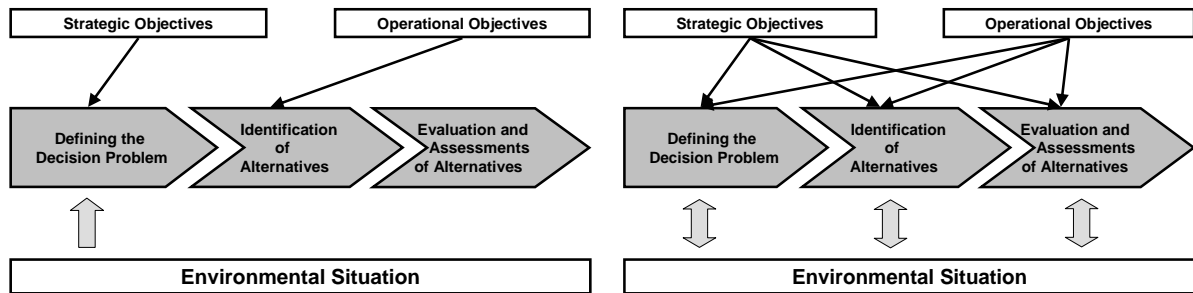 Strategic Objectives
Operational Objectives
Defining the
Decision Problem
Identification
of
Alternatives
Evaluation and
Assessments
of Alternatives
Environmental Situation
Strategic Objectives
Operational Objectives
Defining the
Decision Problem
Identification
of
Alternatives
Evaluation and
Assessments
of Alternatives
Environmental Situation